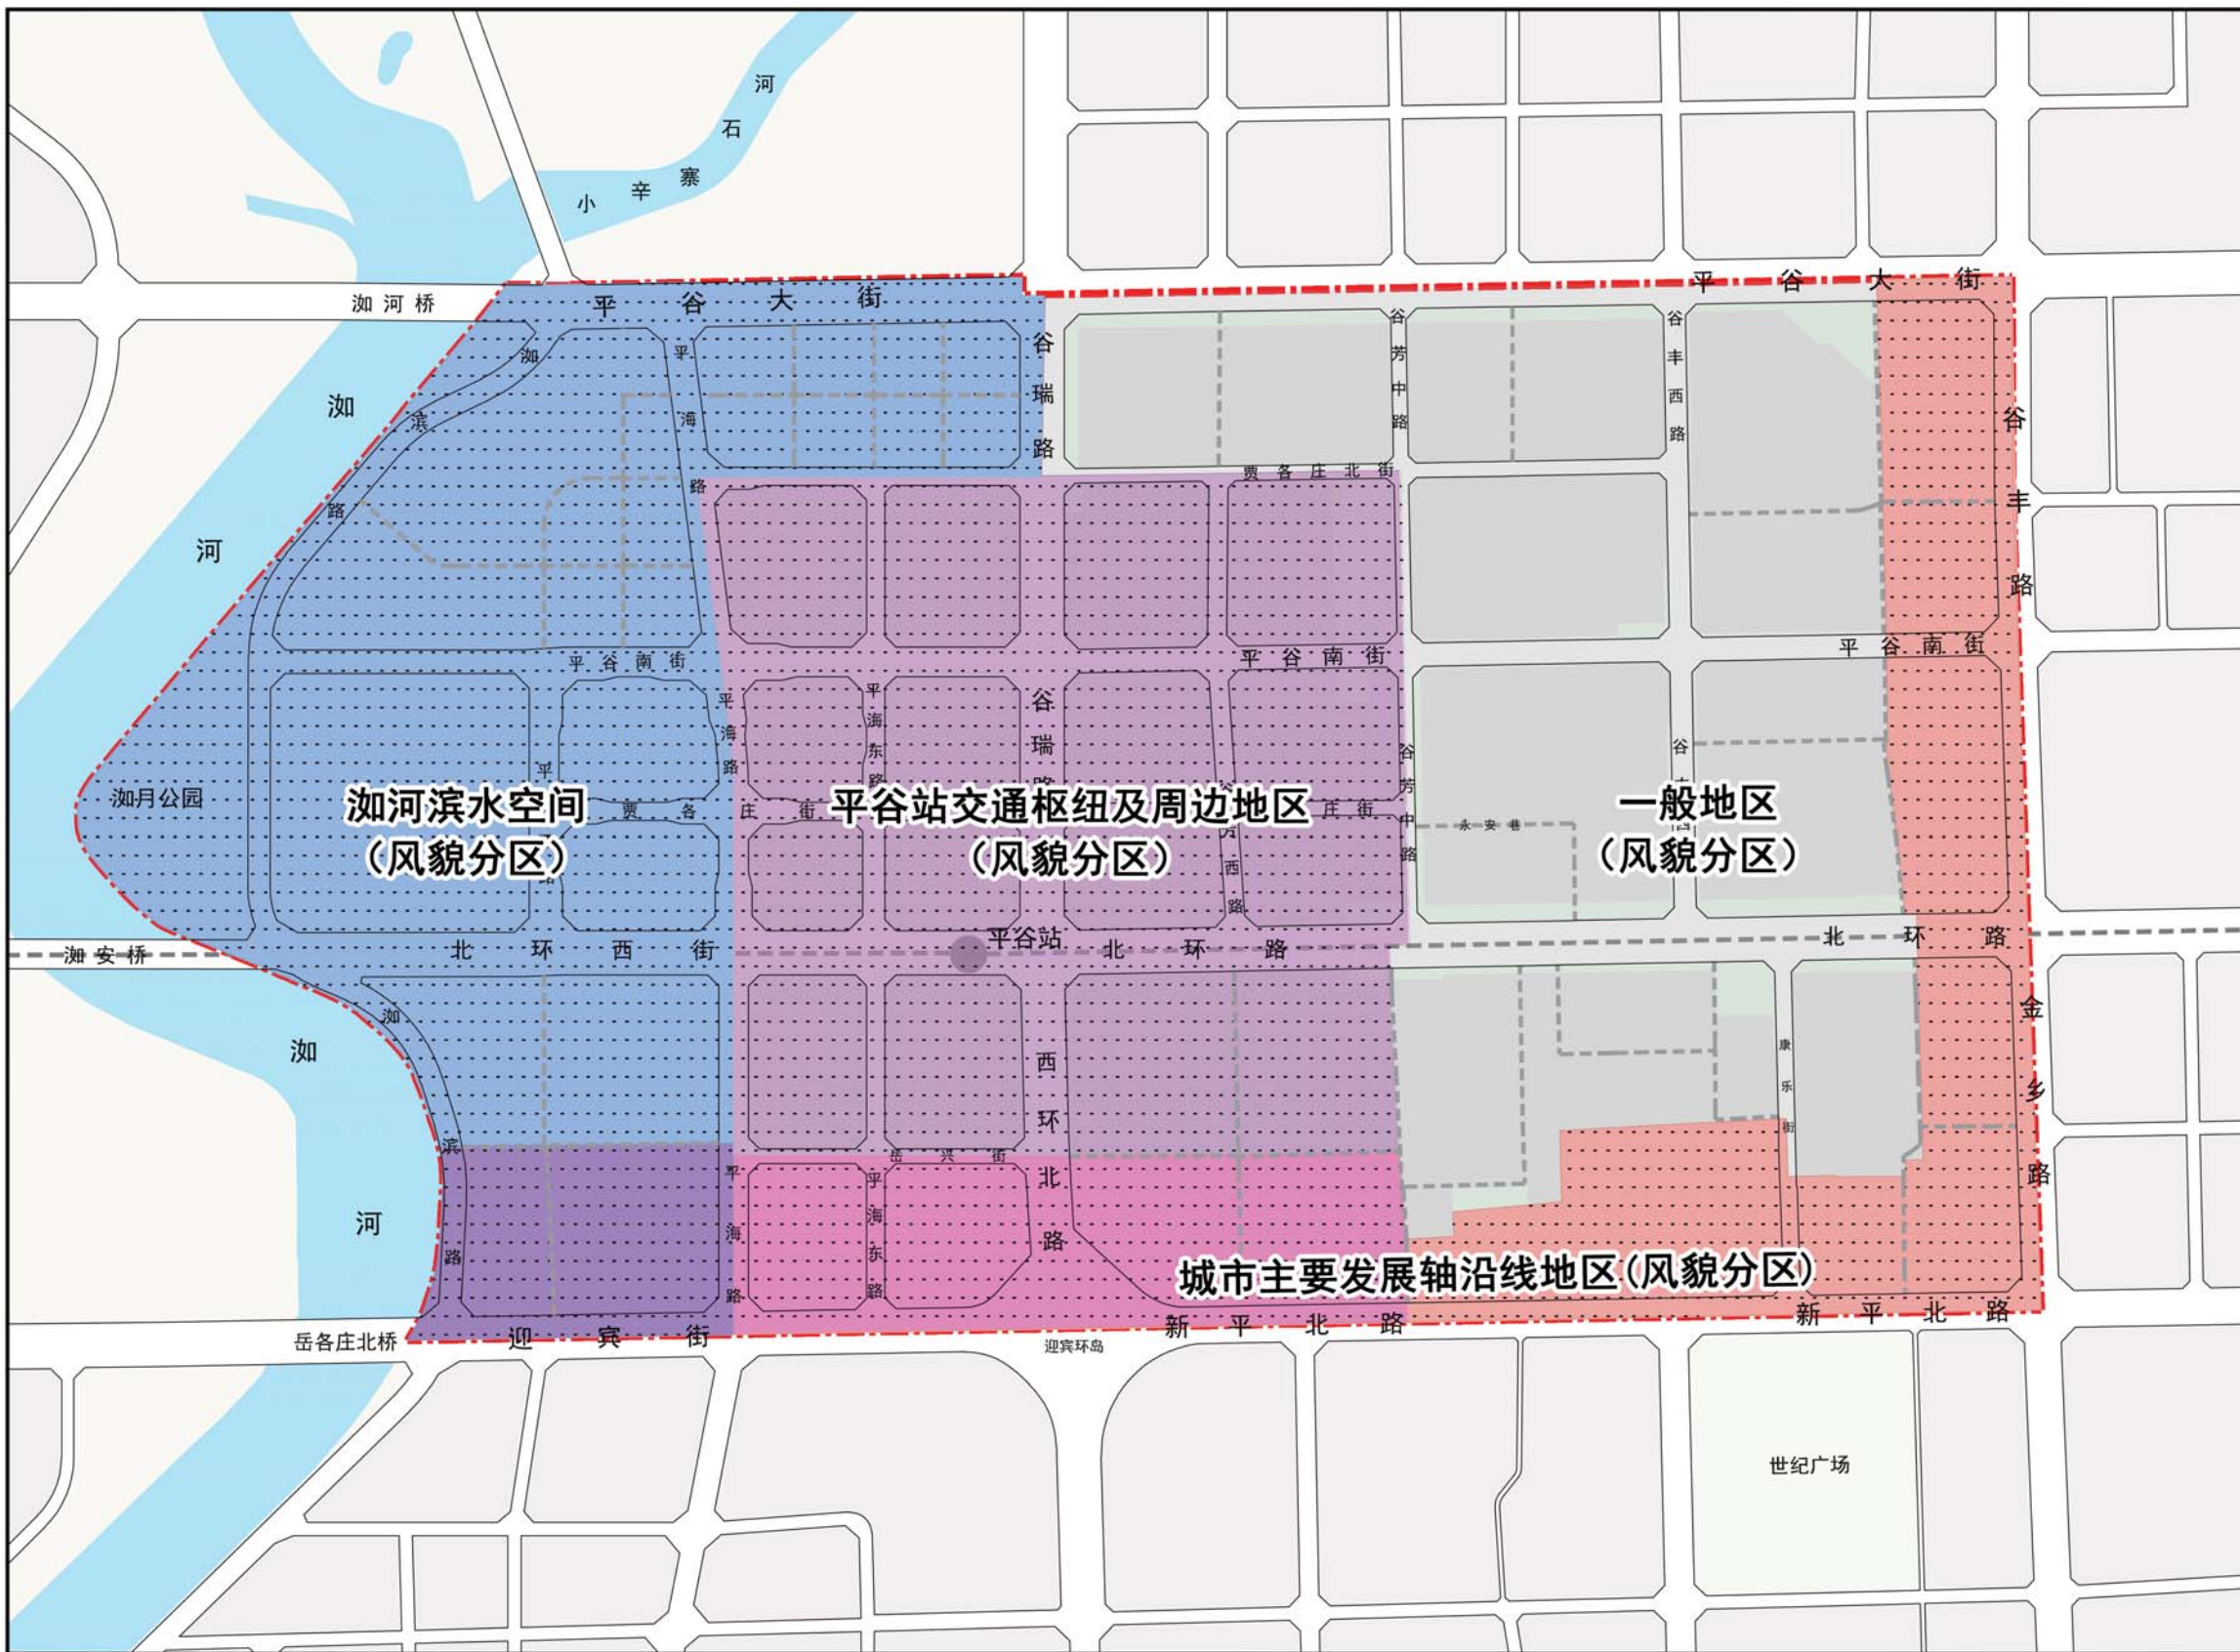 小辛寨石河
泃河桥
平谷大街
平谷大街
泃河
泃滨路
平海路
谷瑞路
谷芳中路
谷丰西路
谷丰路
贾各庄北街
平谷南街
平谷南街
平谷南街
平海路
平海东路
谷瑞路
谷芳中路
泃月公园
贾各庄街
庄街
永安巷
西路
泃河滨水空间
（风貌分区）
平谷站交通枢纽及周边地区
（风貌分区）
一般地区
（风貌分区）
泃安桥
北环西街
平谷站
北环路
北环路
泃河
泃滨路
西环北路
康乐街
金乡路
岳兴街
平海路
平海东路
城市主要发展轴沿线地区(风貌分区)
岳各庄北桥
迎宾街
新平北路
新平北路
迎宾环岛
世纪广场